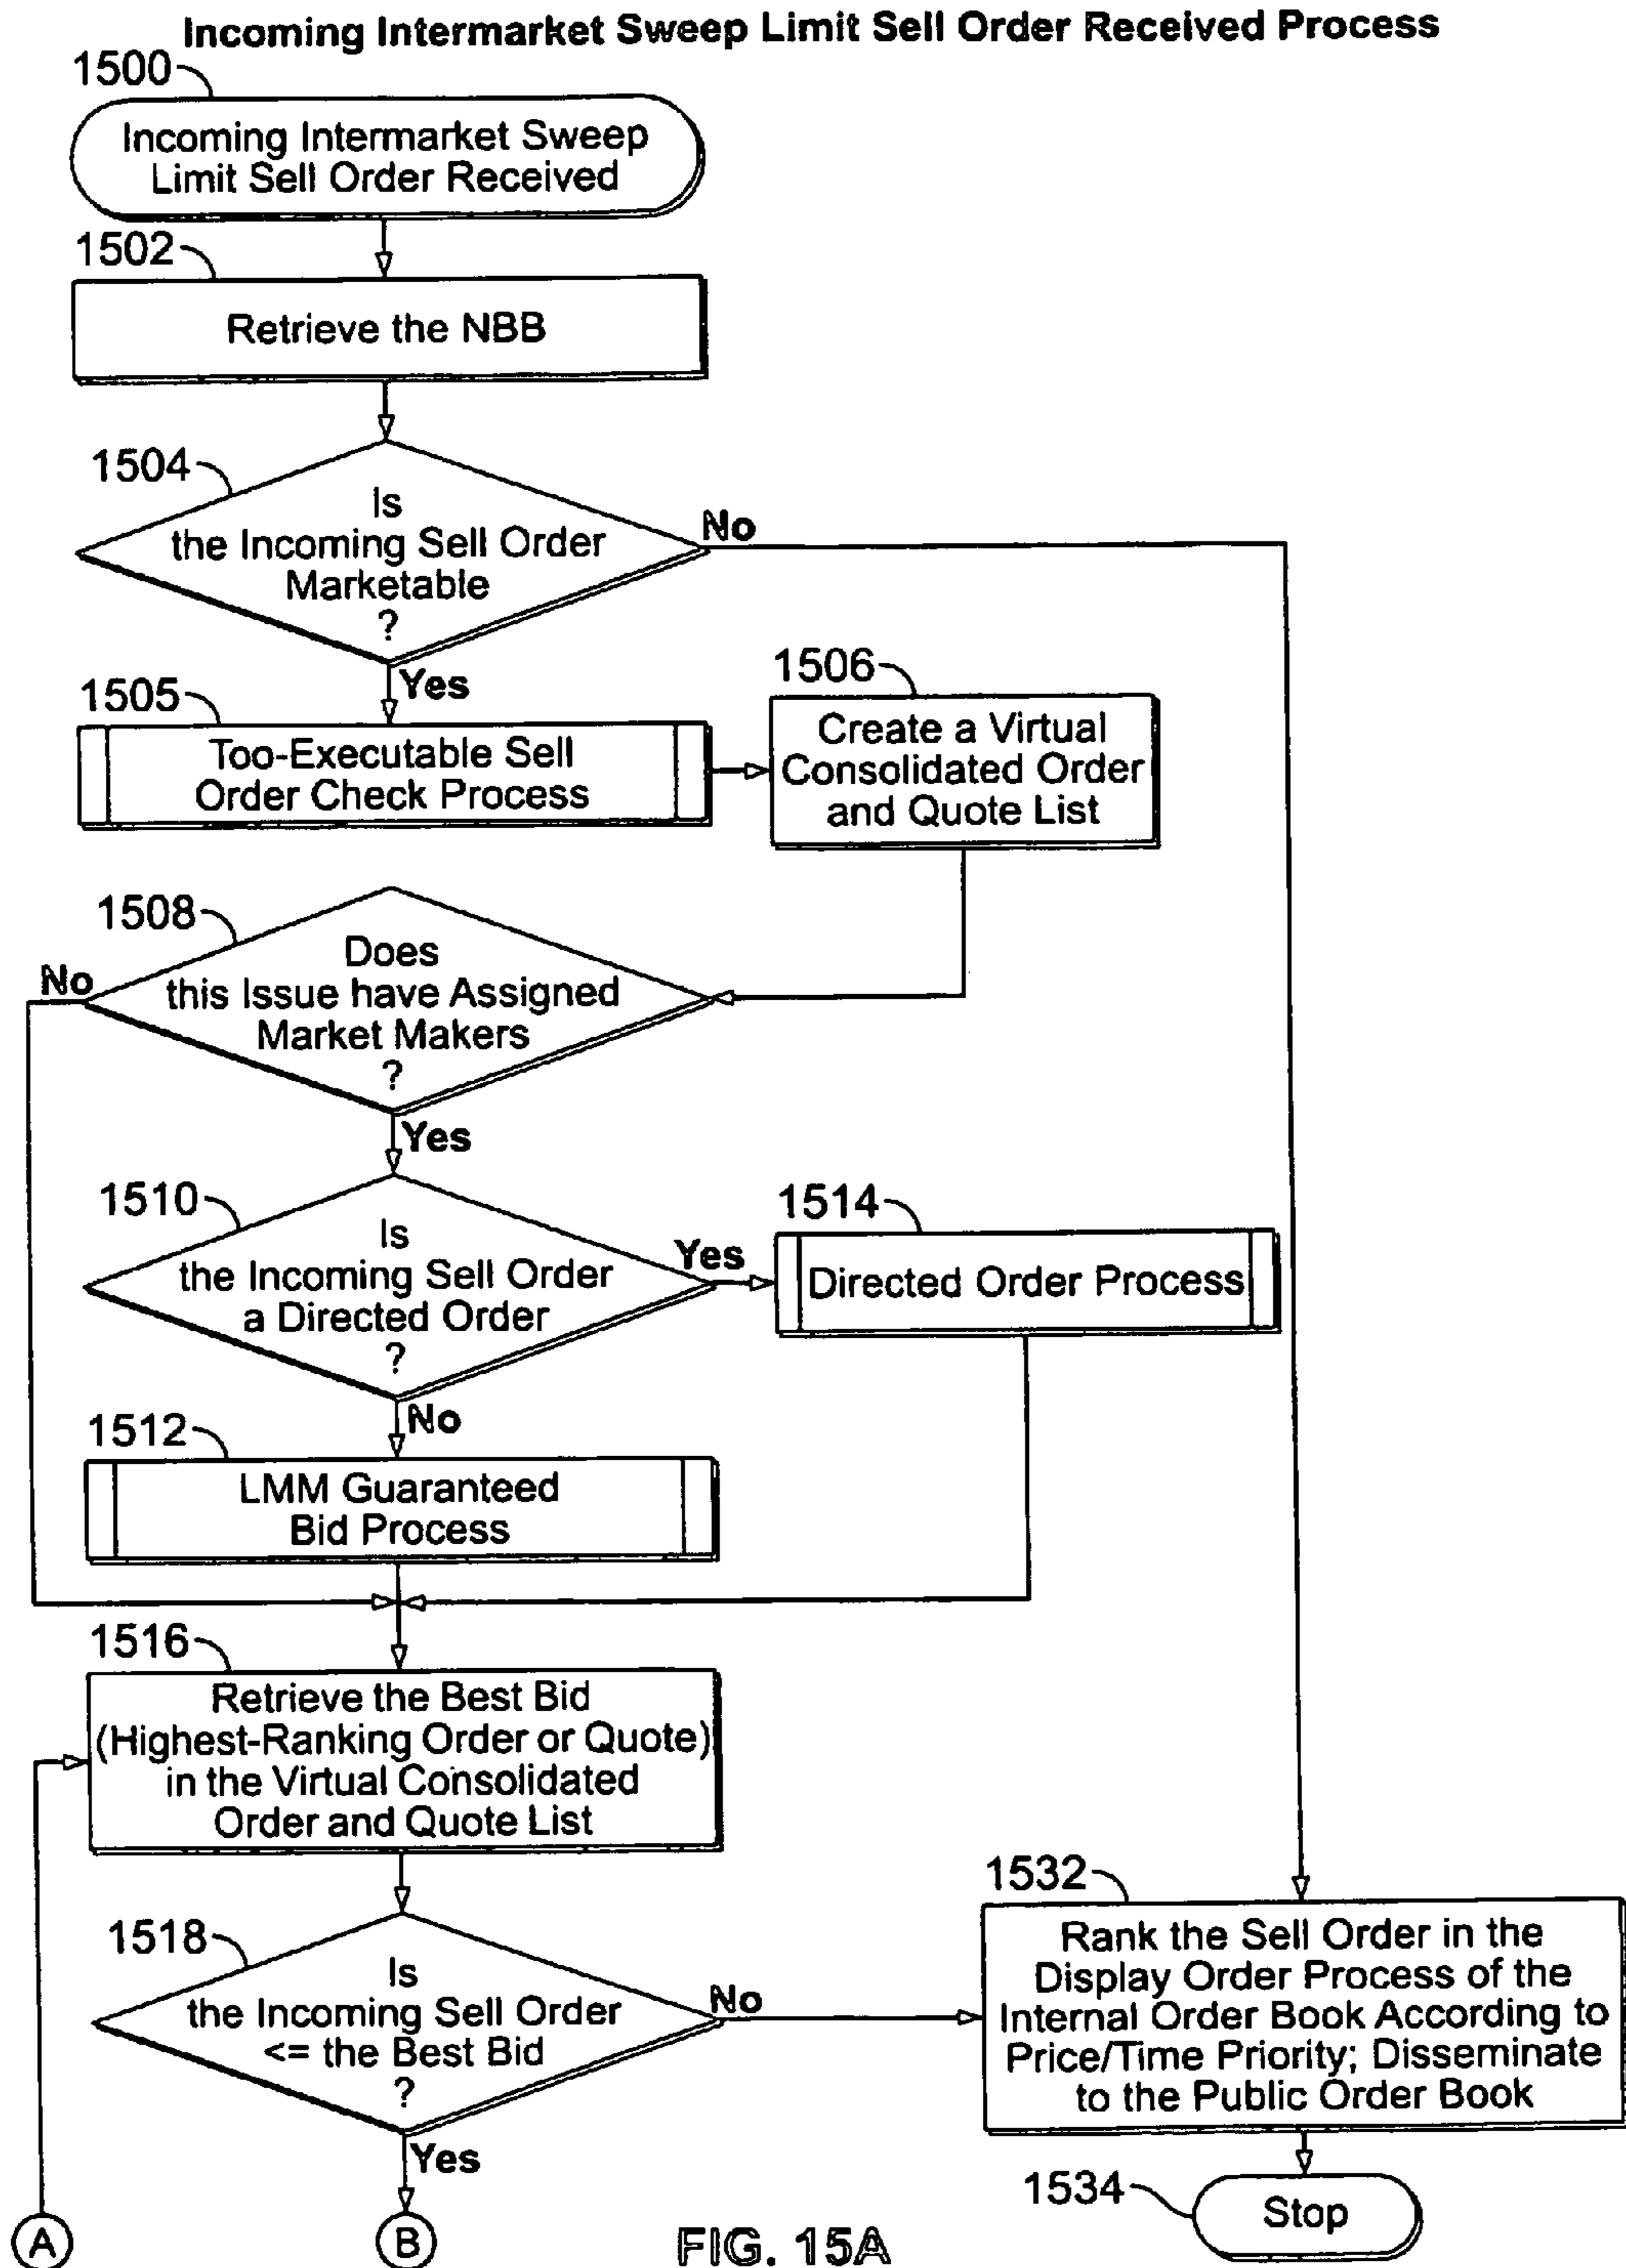 Incoming Intermarket Sweep Limit Sell Order Received Process
1500
Incoming Intermarket Sweep
Limit Sell Order Received
1502
Retrieve the NBB
1504
Is
the Incoming Sell Order
Marketable
?
No
Yes
1505
Too-Executable Sell
Order Check Process
1506
Create a Virtual
Consolidated Order
and Quote List
1508
Does
this Issue have Assigned
Market Makers
?
No
Yes
1510
Is
the Incoming Sell Order
a Directed Order
?
Yes
1514
Directed Order Process
No
1512
LMM Guaranteed
Bid Process
1516
Retrieve the Best Bid
(Highest-Ranking Order or Quote)
in the Virtual Consolidated
Order and Quote List
1518
Is
the Incoming Sell Order
<= the Best Bid
?
No
1532
Rank the Sell Order in the
Display Order Process of the
Internal Order Book According to
Price/Time Priority; Disseminate
to the Public Order Book
Yes
1534
Stop
A
B
FIG. 15A